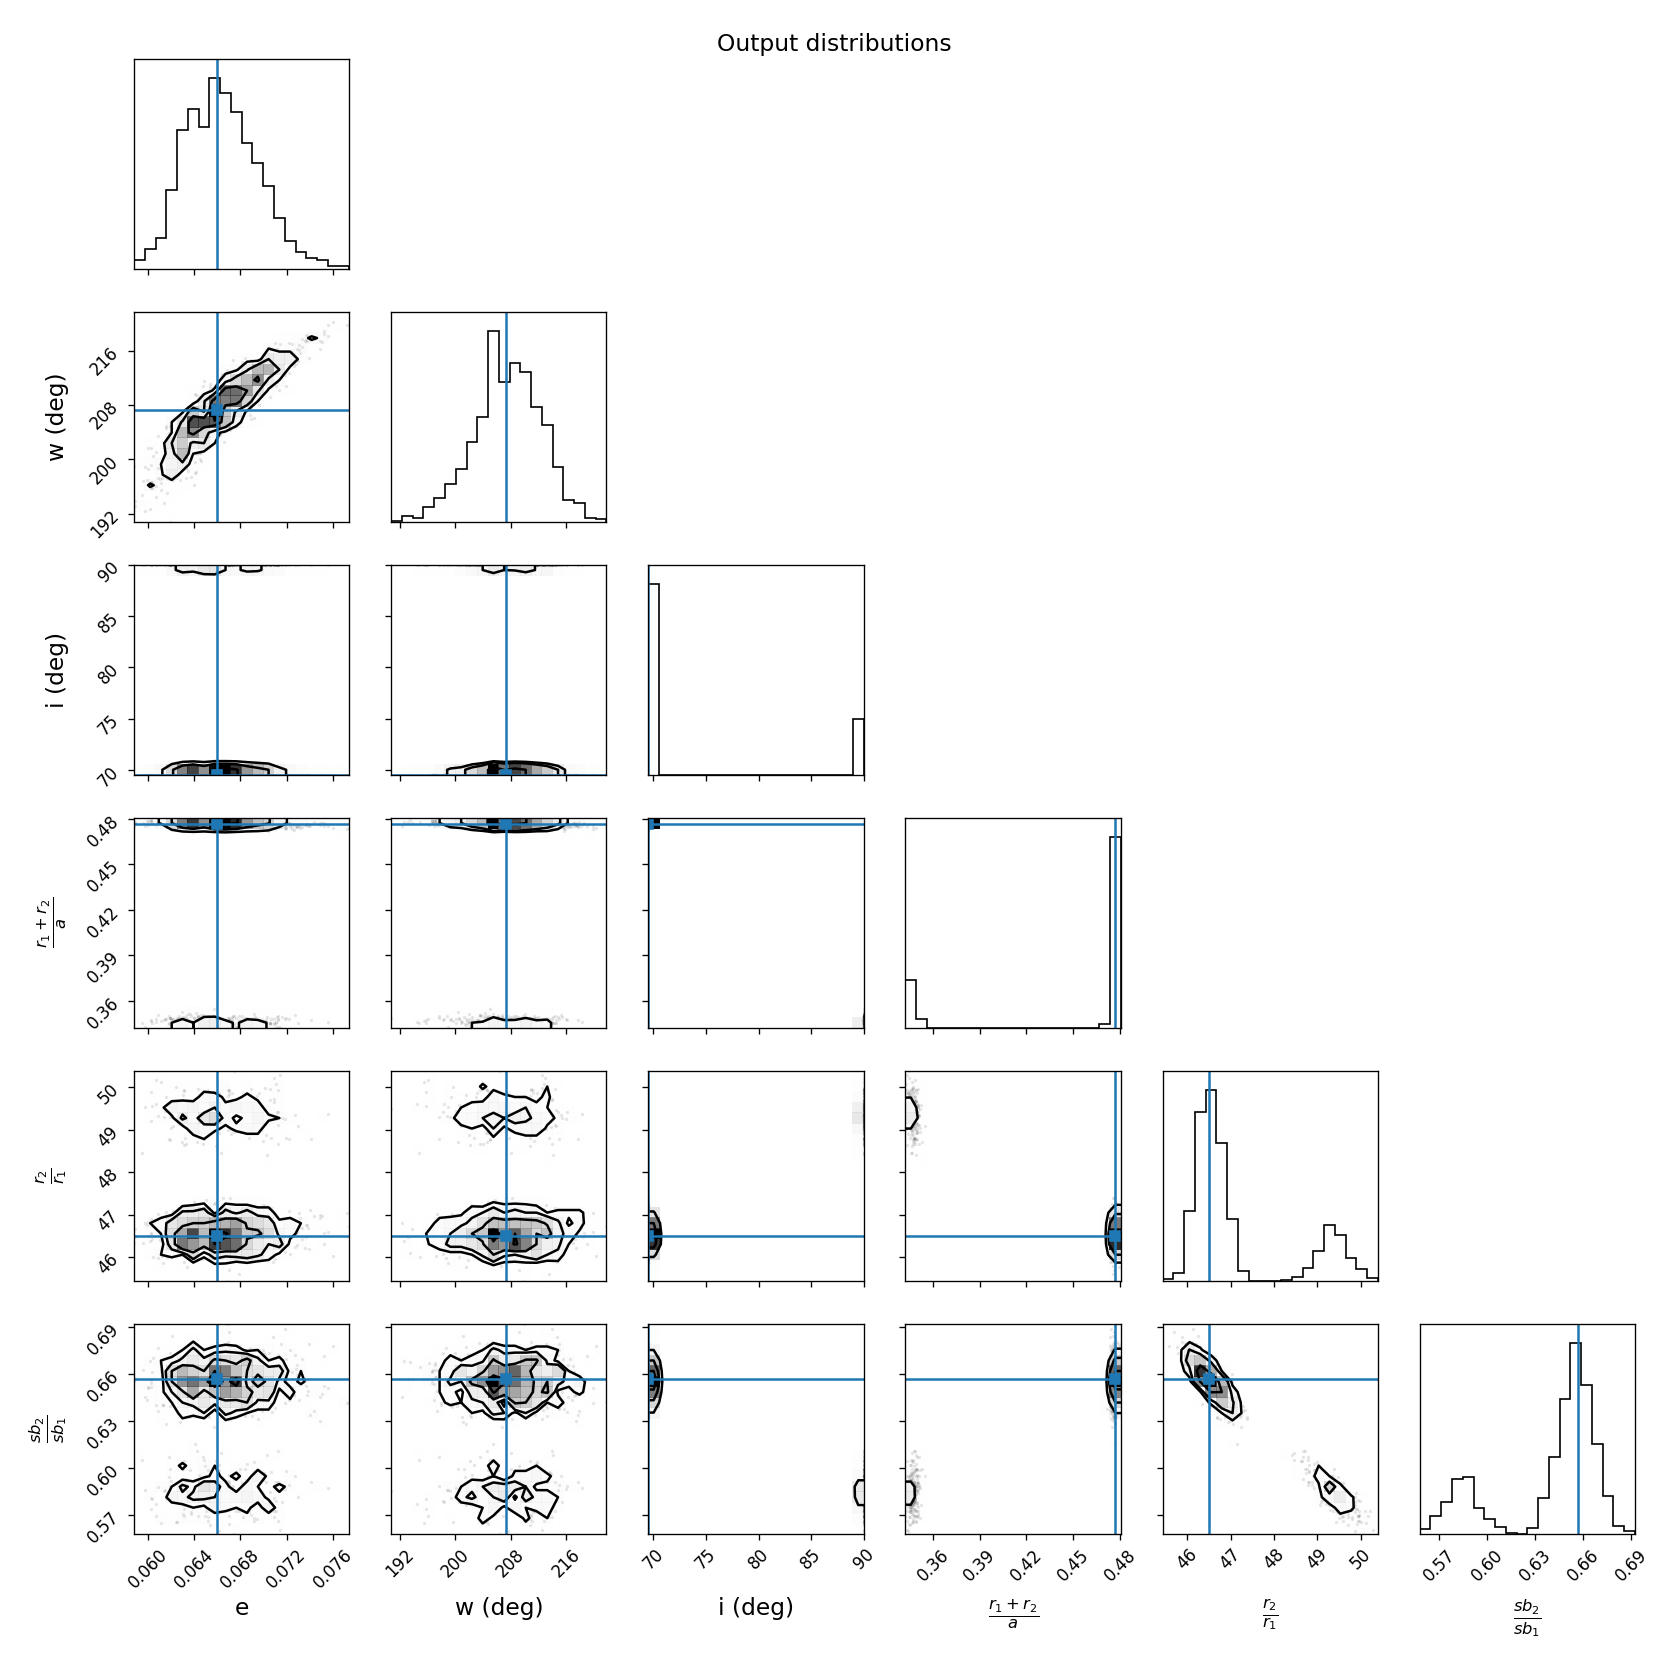 Output distributions
216
208
200
192
w (deg)
90
85
80
75
70
i (deg)
0.48
0.45
0.42
0.39
0.36
r₁ + r₂
a
50
49
48
47
46
r₂
r₁
0.69
0.66
0.63
0.60
0.57
sb₂
sb₁
0.060 0.064 0.068 0.072 0.076
192 200 208 216
70 75 80 85 90
0.36 0.39 0.42 0.45 0.48
46 47 48 49 50
0.57 0.60 0.63 0.66 0.69
e
w (deg)
i (deg)
r₁ + r₂
a
r₂
r₁
sb₂
sb₁